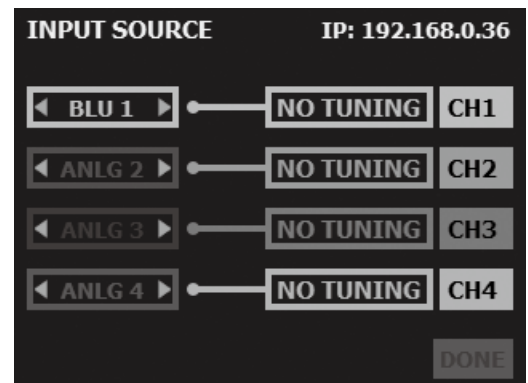 INPUT SOURCE IP: 192.168.0.36
BLU 1 NO TUNING CH1
ANLG 2 NO TUNING CH2
ANLG 3 NO TUNING CH3
ANLG 4 NO TUNING CH4
DONE